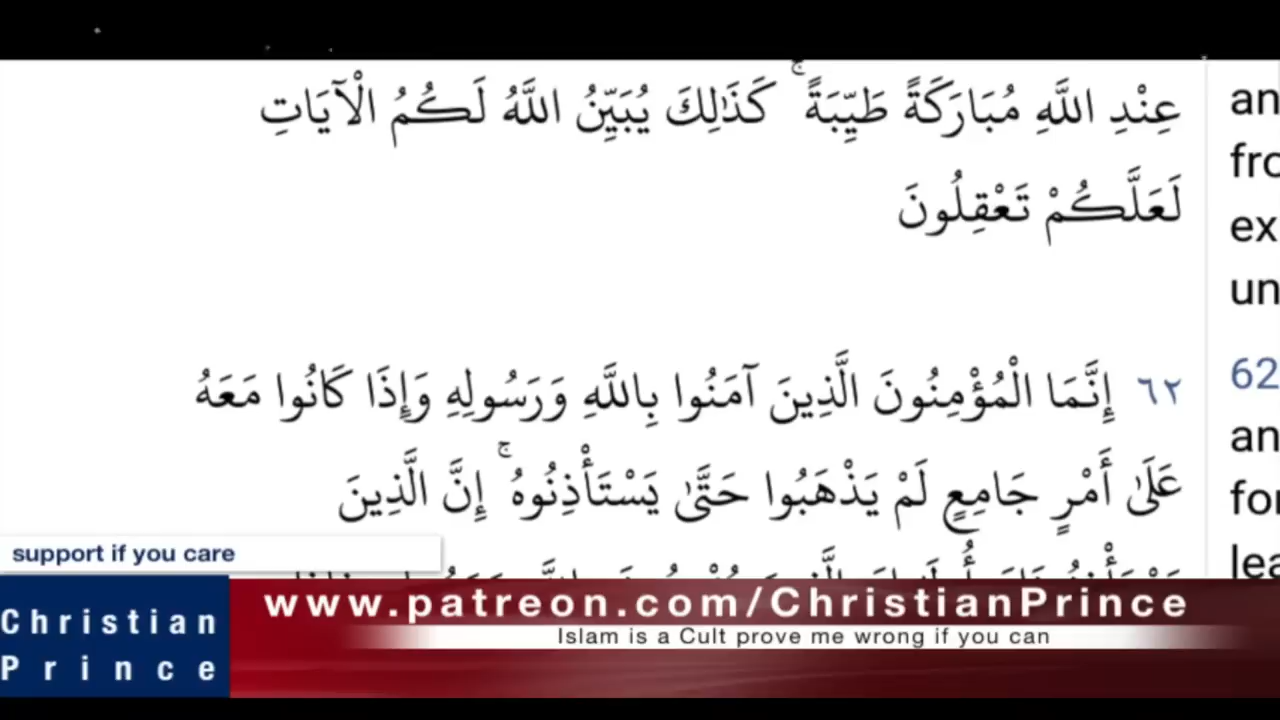 عِنْدِ اللَّهِ مُبَارَكَةً طَيِّبَةً ۚ كَذَٰلِكَ يُبَيِّنُ اللَّهُ لَكُمُ الْآيَاتِ
لَعَلَّكُمْ تَعْقِلُونَ
٦٢ إِنَّمَا الْمُؤْمِنُونَ الَّذِينَ آمَنُوا بِاللَّهِ وَرَسُولِهِ وَإِذَا كَانُوا مَعَهُ
عَلَىٰ أَمْرٍ جَامِعٍ لَمْ يَذْهَبُوا حَتَّىٰ يَسْتَأْذِنُوهُ ۚ إِنَّ الَّذِينَ
an
fro
ex
un
62
an
for
lea
support if you care
Christian
Prince
www.patreon.com/ChristianPrince
Islam is a Cult prove me wrong if you can